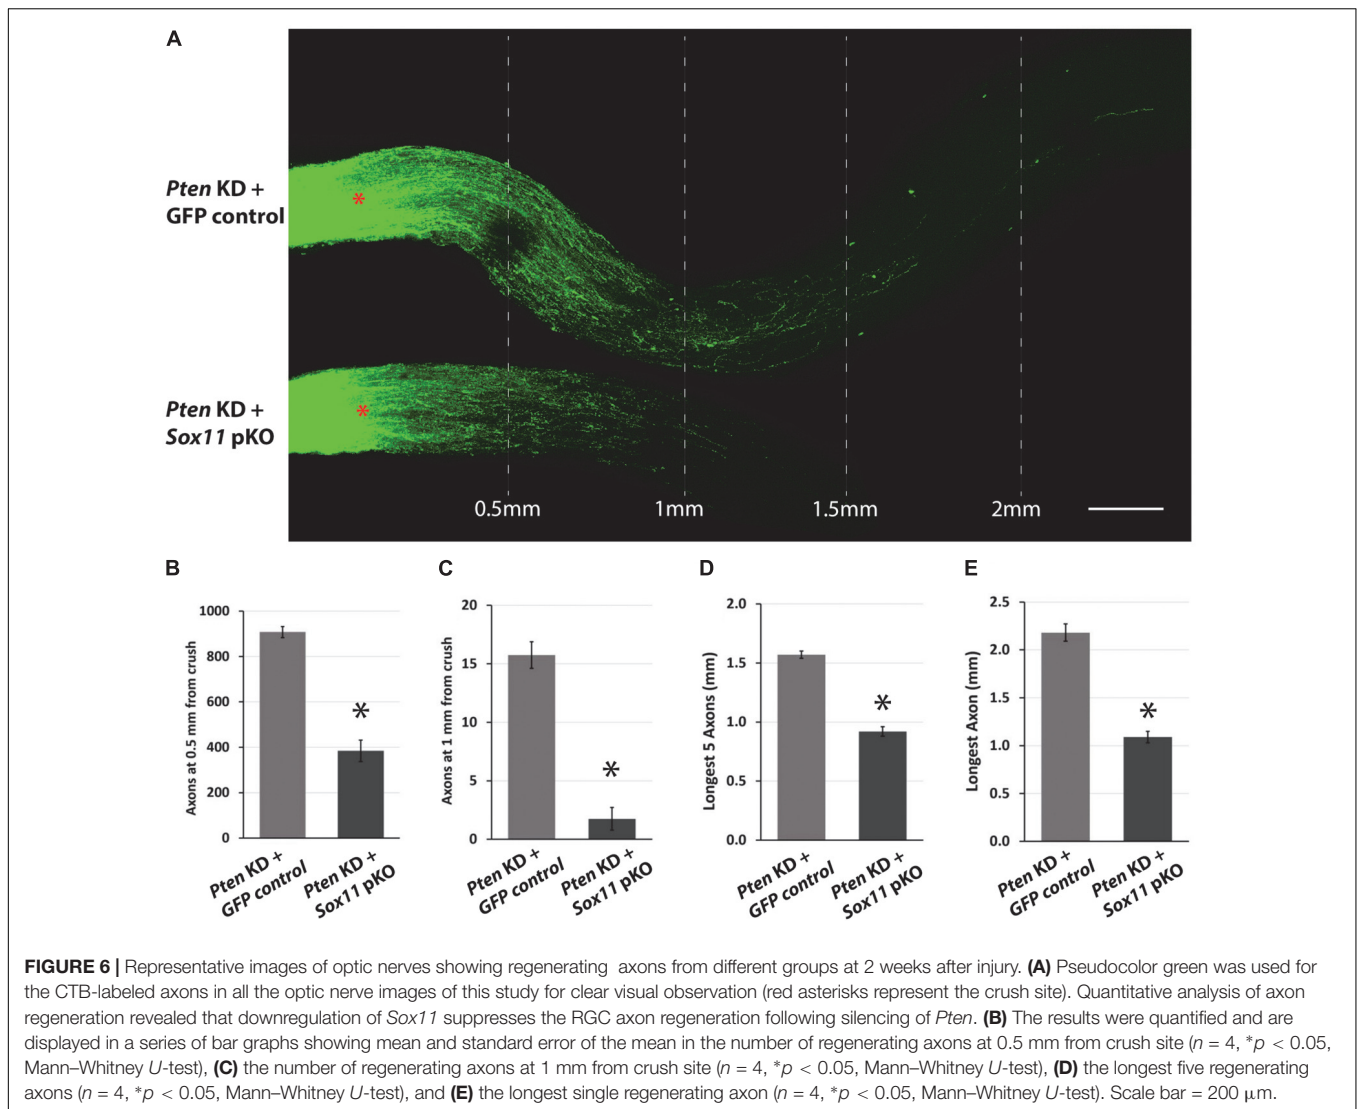 A
Pten KD +
GFP control
*
Pten KD +
Sox11 pKO
*
0.5mm 1mm 1.5mm 2mm
B
Axons at 0.5 mm from crush
1000
800
600
400
200
0
*
Pten KD +
GFP control
Pten KD +
Sox11 pKO
C
Axons at 1 mm from crush
20
15
10
5
0
*
Pten KD +
GFP control
Pten KD +
Sox11 pKO
D
Longest 5 Axons (mm)
2.0
1.5
1.0
0.5
0.0
*
Pten KD +
GFP control
Pten KD +
Sox11 pKO
E
Longest Axon (mm)
2.5
2.0
1.5
1.0
0.5
0.0
*
Pten KD +
GFP control
Pten KD +
Sox11 pKO
FIGURE 6 | Representative images of optic nerves showing regenerating axons from different groups at 2 weeks after injury. (A) Pseudocolor green was used for
the CTB-labeled axons in all the optic nerve images of this study for clear visual observation (red asterisks represent the crush site). Quantitative analysis of axon
regeneration revealed that downregulation of Sox11 suppresses the RGC axon regeneration following silencing of Pten. (B) The results were quantified and are
displayed in a series of bar graphs showing mean and standard error of the mean in the number of regenerating axons at 0.5 mm from crush site (n = 4, *p < 0.05,
Mann–Whitney U-test), (C) the number of regenerating axons at 1 mm from crush site (n = 4, *p < 0.05, Mann–Whitney U-test), (D) the longest five regenerating
axons (n = 4, *p < 0.05, Mann–Whitney U-test), and (E) the longest single regenerating axon (n = 4, *p < 0.05, Mann–Whitney U-test). Scale bar = 200 μm.